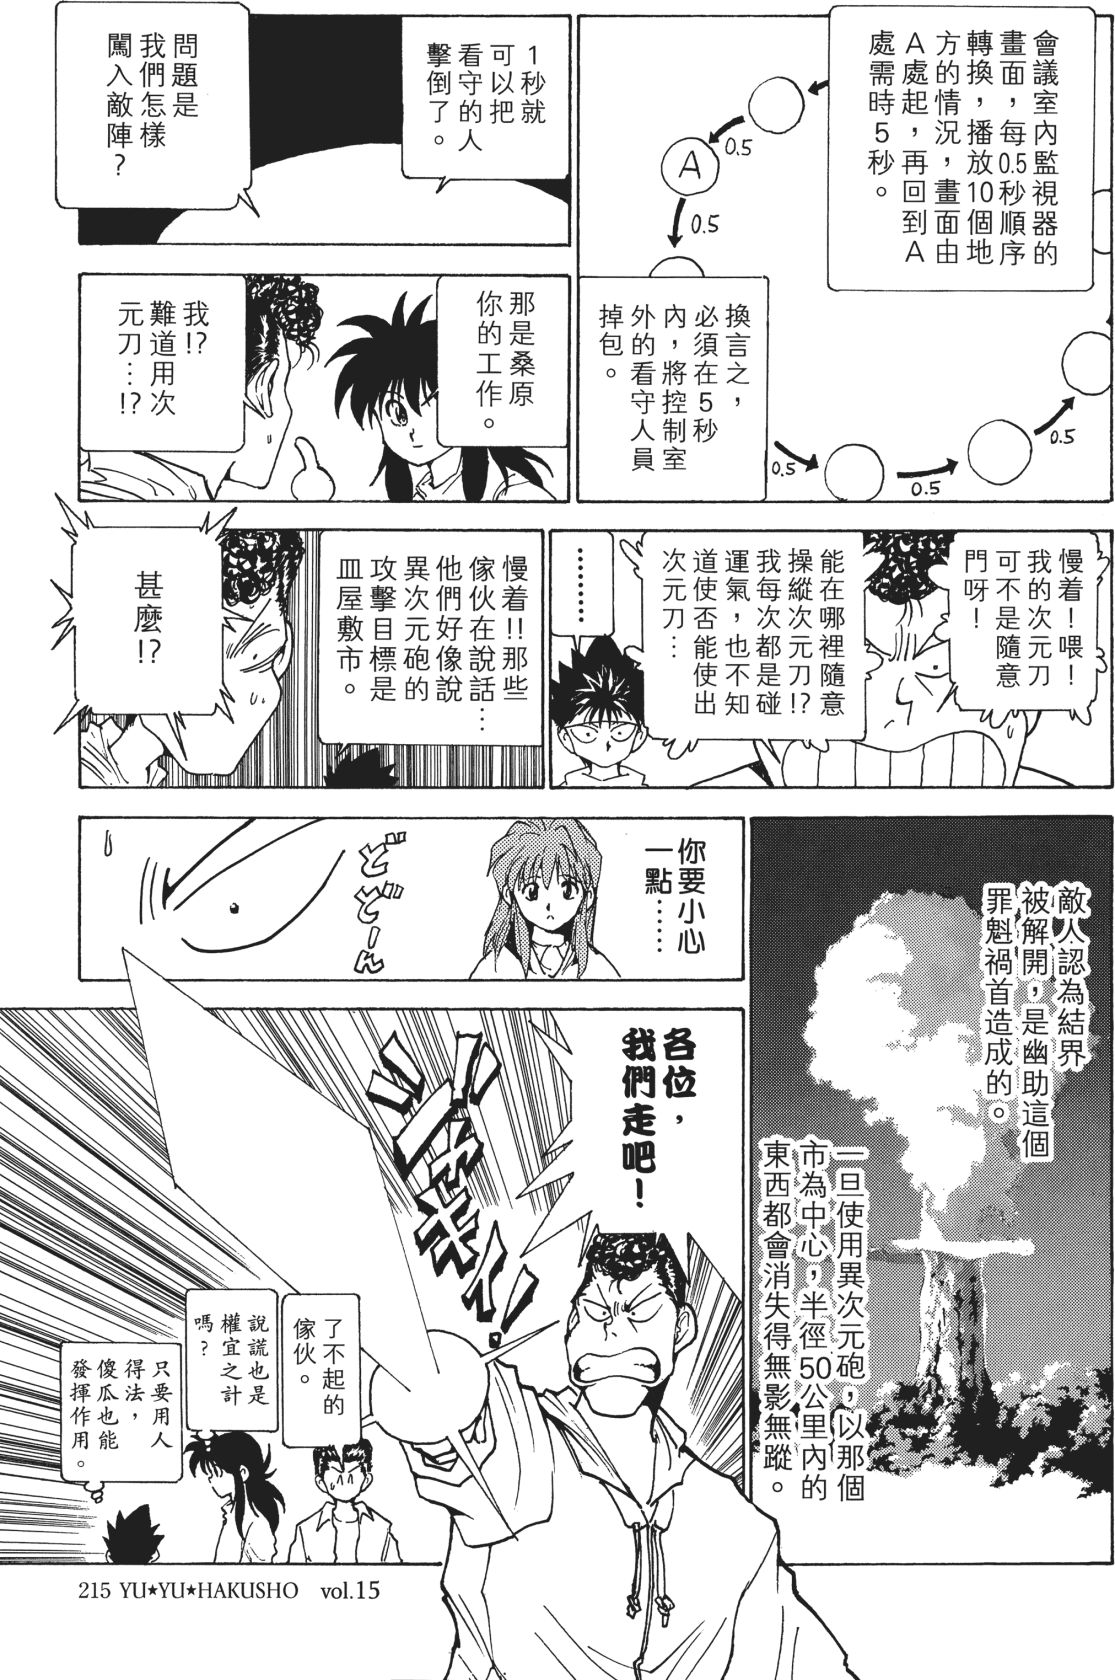 會議室內監視器的
畫面，每0.5秒順序
轉換，播放10個地
方的情況，畫面由
A處起，再回到A
處需時5秒。
0.5
A
0.5
0.5
0.5
0.5
換言之，
必須在5秒
內，將控制室
外的看守人員
掉包。
1秒就
可以把
看守的人
擊倒了。
問題是
我們怎樣
闖入敵陣？
那是桑原
你的工作。
我!?
難道用次
元刀…!?
慢着！喂！
我的次元刀
可不是隨意
門呀！
能在哪裡隨意
操縱次元刀!?
我每次都是碰
運氣，也不知
道使否能使出
次元刀…
………
慢着!!那些
傢伙在說話…
他們好像說
異次元砲的
攻擊目標是
皿屋敷市。
甚麼!?
敵人認為結界
被解開，是幽助這個
罪魁禍首造成的。
一旦使用異次元砲，以那個
市為中心，半徑50公里內的
東西都會消失得無影無蹤。
你要小心
一點……
どどーん
各位，
我們走吧！
了不起的
傢伙。
說謊也是
權宜之計
嗎？
只要用人
得法，
傻瓜也能
發揮作用。
215 YU★YU★HAKUSHO vol.15